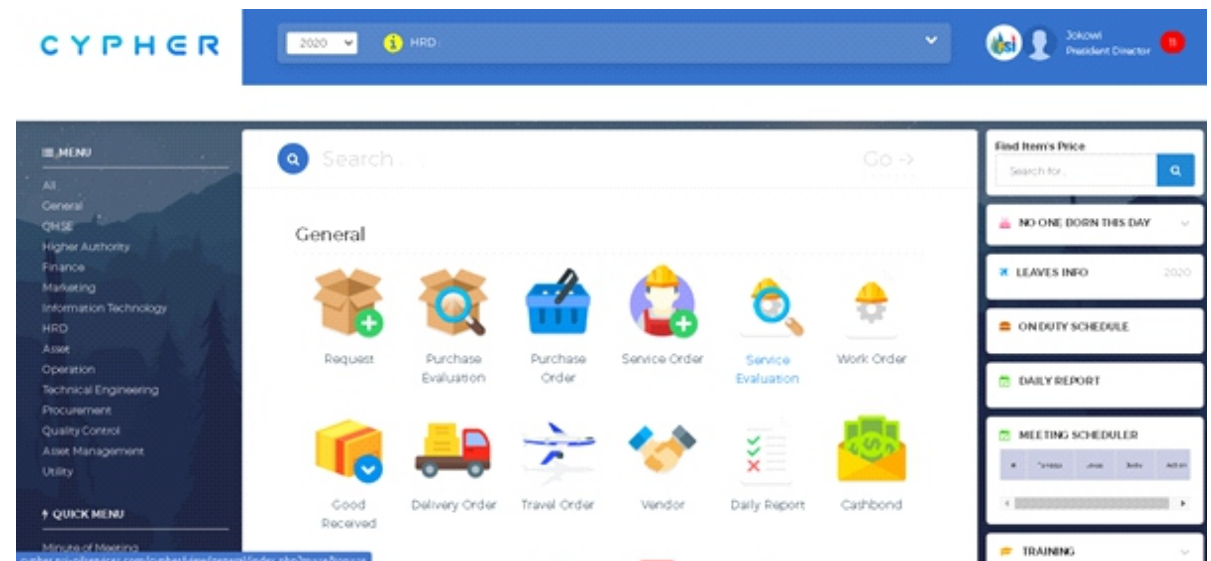 CYPHER
2020
HRD:
Jokowi
President Director
11
MENU
All
General
QHSE
Higher Authority
Finance
Marketing
Information Technology
HRD
Asset
Operation
Technical Engineering
Procurement
Quality Control
Asset Management
Utility
QUICK MENU
Minute of Meeting
Search
Go ->
General
Request
Purchase
Evaluation
Purchase
Order
Service Order
Service
Evaluation
Work Order
Good
Received
Delivery Order
Travel Order
Vendor
Daily Report
Cashbond
Find Item's Price
Search for..
NO ONE BORN THIS DAY
LEAVES INFO 2020
ON DUTY SCHEDULE
DAILY REPORT
MEETING SCHEDULER
#
TRAINING